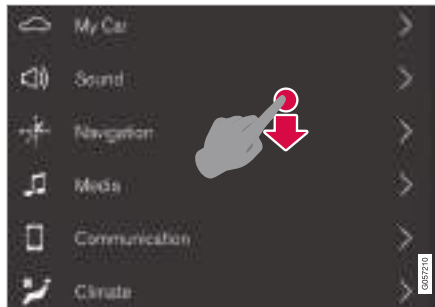 My Car
Sound
Navigation
Media
Communication
Climate
G057210